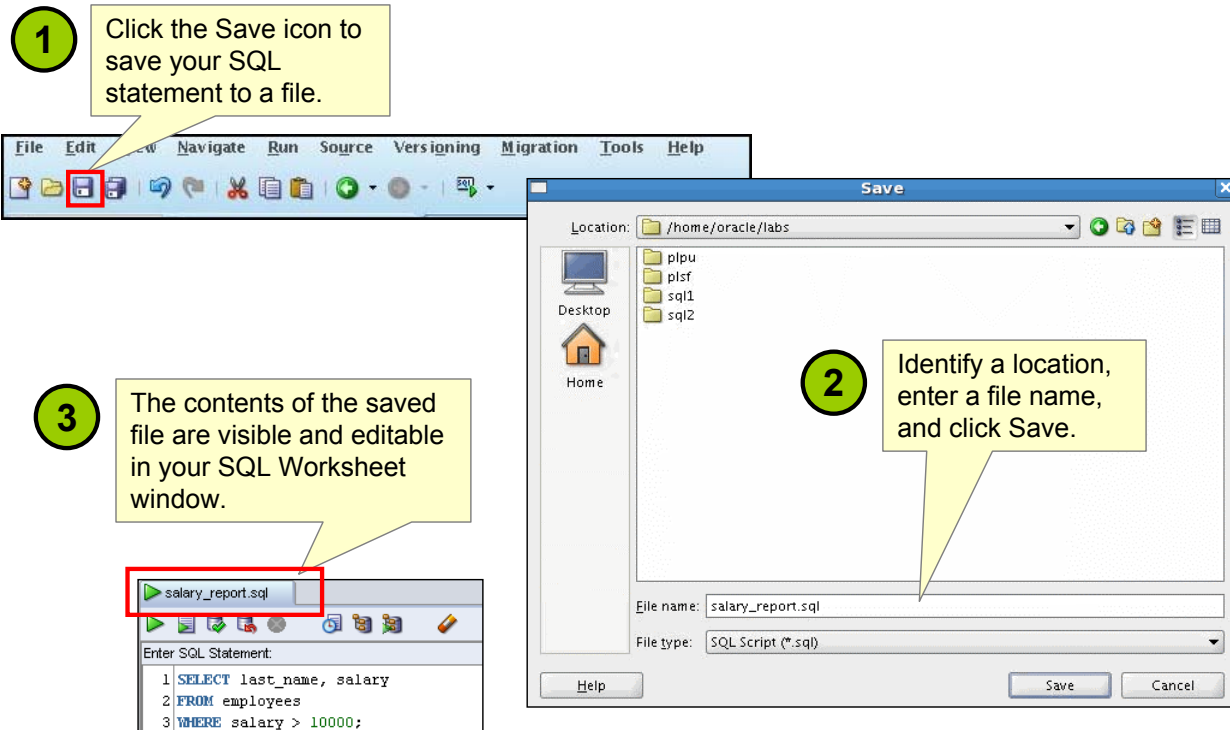 1
Click the Save icon to
save your SQL
statement to a file.
File Edit ew Navigate Run Source Versioning Migration Tools Help
SQL
Save
Location: /home/oracle/labs
plpu
plsf
sql1
sql2
Desktop
Home
2
Identify a location,
enter a file name,
and click Save.
File name: salary_report.sql
File type: SQL Script (*.sql)
Help Save Cancel
3
The contents of the saved
file are visible and editable
in your SQL Worksheet
window.
salary_report.sql
Enter SQL Statement:
1 SELECT last_name, salary
2 FROM employees
3 WHERE salary > 10000;